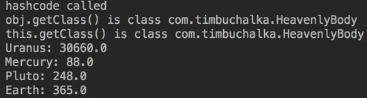 hashcode called
obj.getClass() is class com.timbuchalka.HeavenlyBody
this.getClass() is class com.timbuchalka.HeavenlyBody
Uranus: 30660.0
Mercury: 88.0
Pluto: 248.0
Earth: 365.0